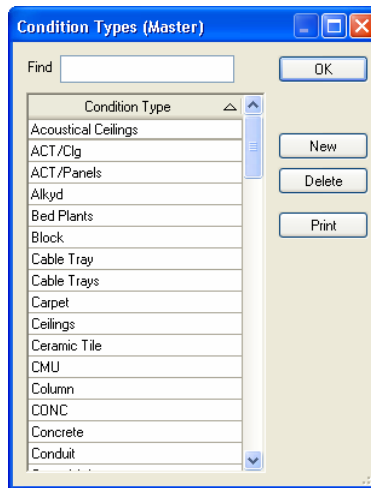 Condition Types (Master)
Find
OK
Condition Type
Acoustical Ceilings
ACT/Clg
New
ACT/Panels
Delete
Alkyd
Bed Plants
Print
Block
Cable Tray
Cable Trays
Carpet
Ceilings
Ceramic Tile
CMU
Column
CONC
Concrete
Conduit